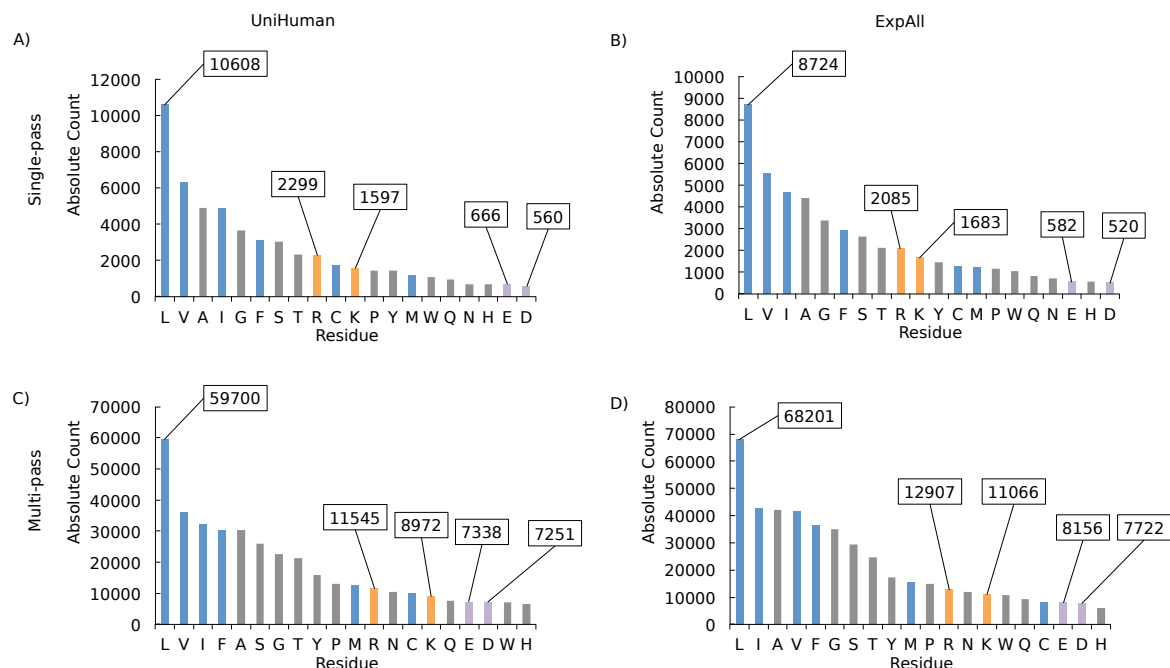 UniHuman
ExpAll
A)
B)
Single-pass
Absolute Count
12000
10000
8000
6000
4000
2000
0
10608
2299
1597
666
560
L V A I G F S T R C K P Y M W Q N H E D
Residue
Absolute Count
10000
9000
8000
7000
6000
5000
4000
3000
2000
1000
0
8724
2085
1683
582
520
L V I A G F S T R K Y C M P W Q N E H D
Residue
C)
D)
Multi-pass
Absolute Count
70000
60000
50000
40000
30000
20000
10000
0
59700
11545
8972
7338
7251
L V I F A S G T Y P M R N C K Q E D W H
Residue
Absolute Count
80000
70000
60000
50000
40000
30000
20000
10000
0
68201
12907
11066
8156
7722
L I A V F G S T Y M P R N K W Q C E D H
Residue